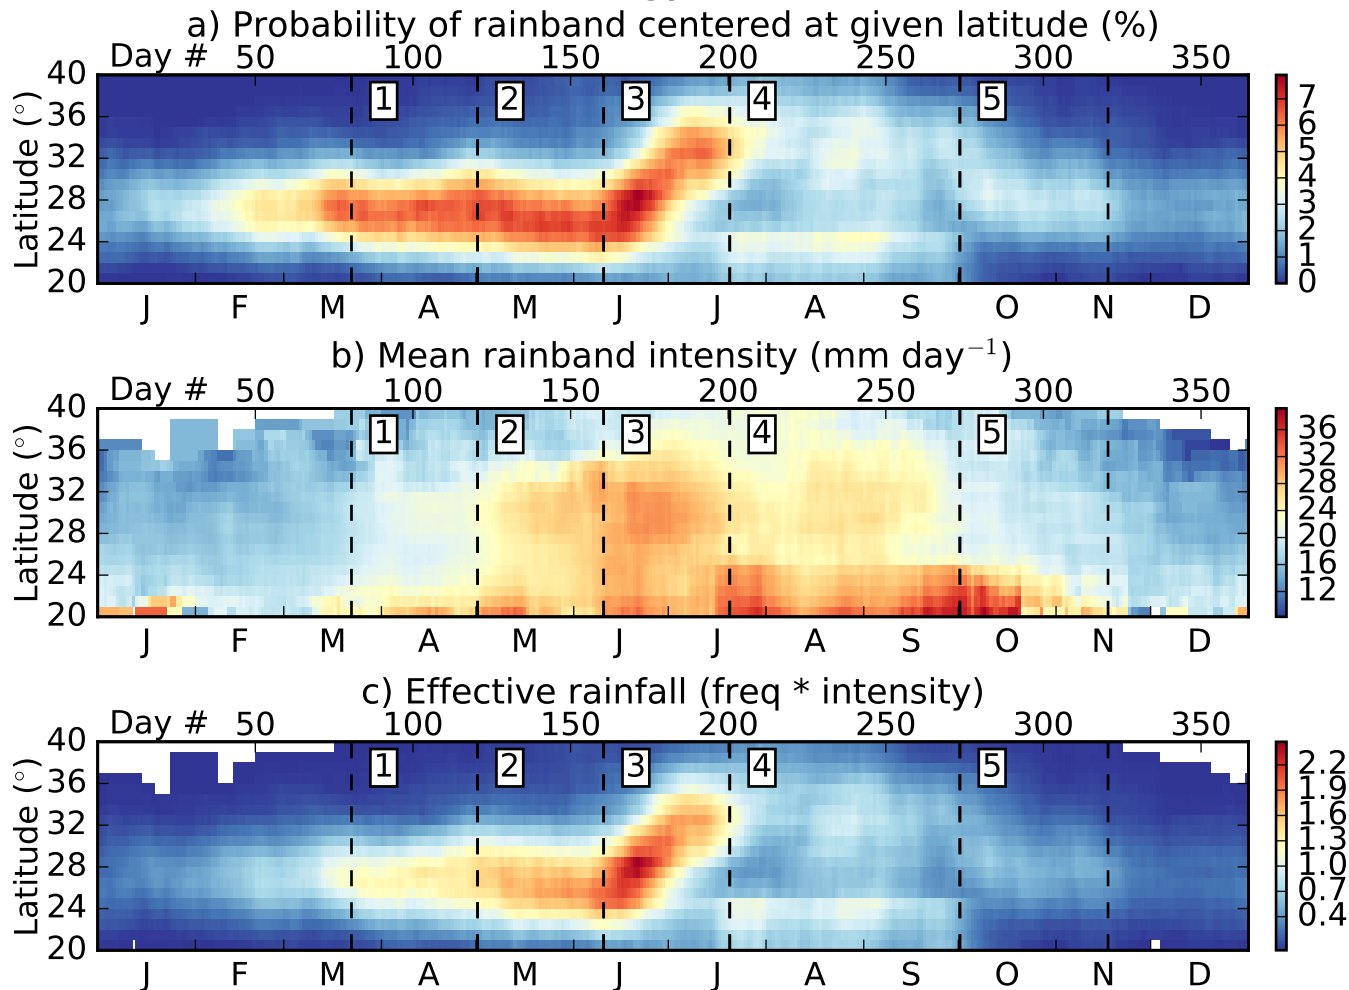 a) Probability of rainband centered at given latitude (%)
Day # 50 100 150 200 250 300 350
40
36
32
28
24
20
Latitude (°)
1 2 3 4 5
J F M A M J J A S O N D
7
6
5
4
3
2
1
0
b) Mean rainband intensity (mm day⁻¹)
Day # 50 100 150 200 250 300 350
40
36
32
28
24
20
Latitude (°)
1 2 3 4 5
J F M A M J J A S O N D
36
32
28
24
20
16
12
c) Effective rainfall (freq * intensity)
Day # 50 100 150 200 250 300 350
40
36
32
28
24
20
Latitude (°)
1 2 3 4 5
J F M A M J J A S O N D
2.2
1.9
1.6
1.3
1.0
0.7
0.4